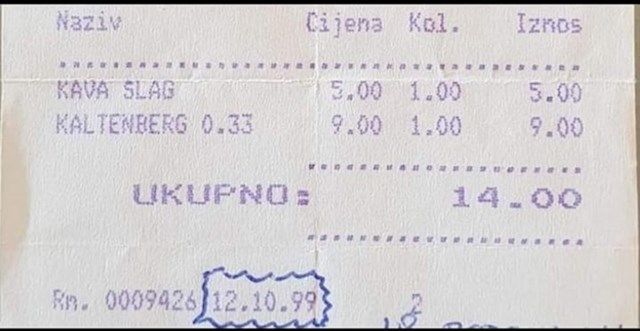 Naziv Cijena Kol. Iznos
KAVA SLAG 5.00 1.00 5.00
KALTENBERG 0.33 9.00 1.00 9.00
UKUPNO: 14.00
Rn. 0009426 12.10.99